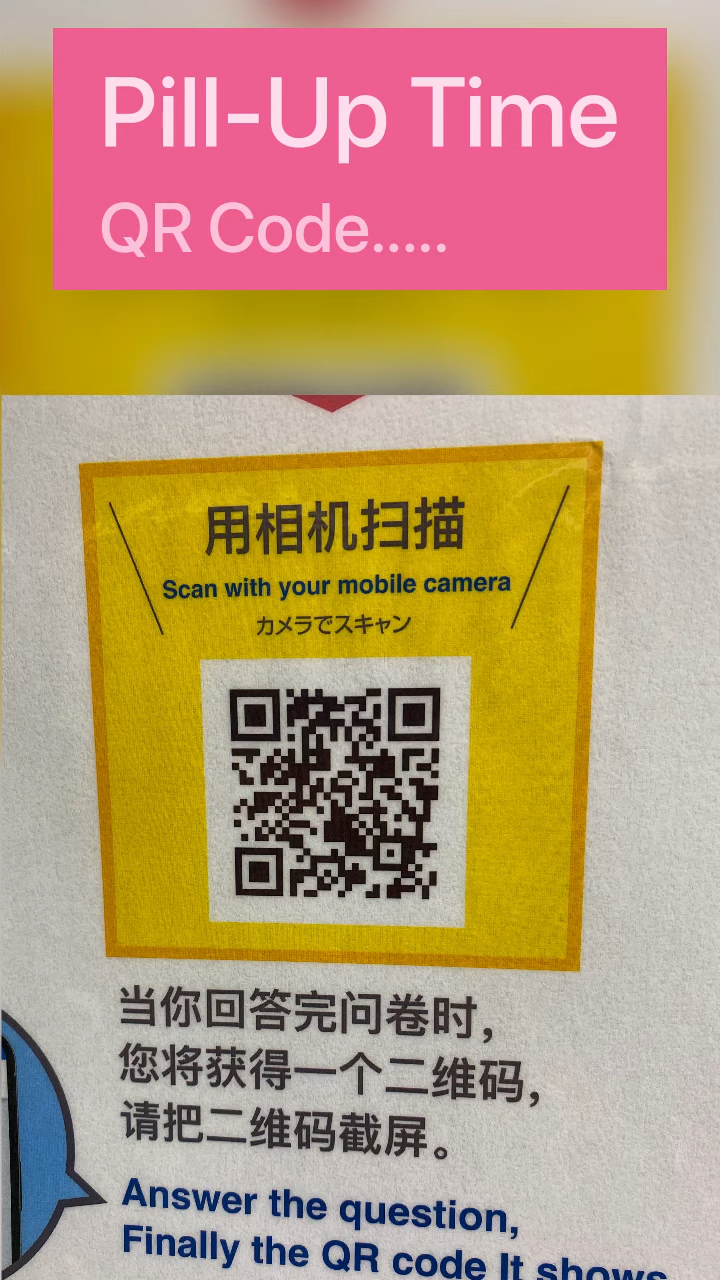 Pill-Up Time
QR Code.....
用相机扫描
Scan with your mobile camera
カメラでスキャン
当你回答完问卷时，
您将获得一个二维码，
请把二维码截屏。
Answer the question,
Finally the QR code It shows